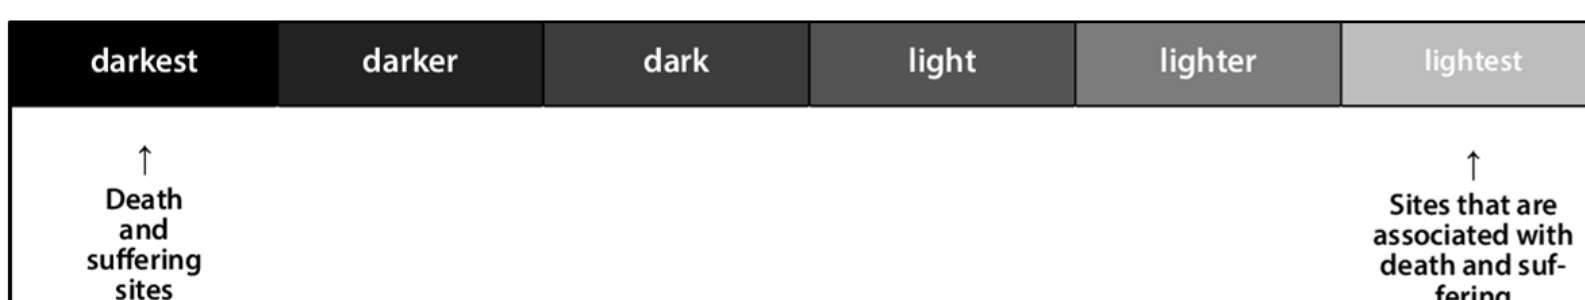 darkest darker dark light lighter lightest
↑ ↑
Death
and
suffering
sites
Sites that are
associated with
death and suf-
fering